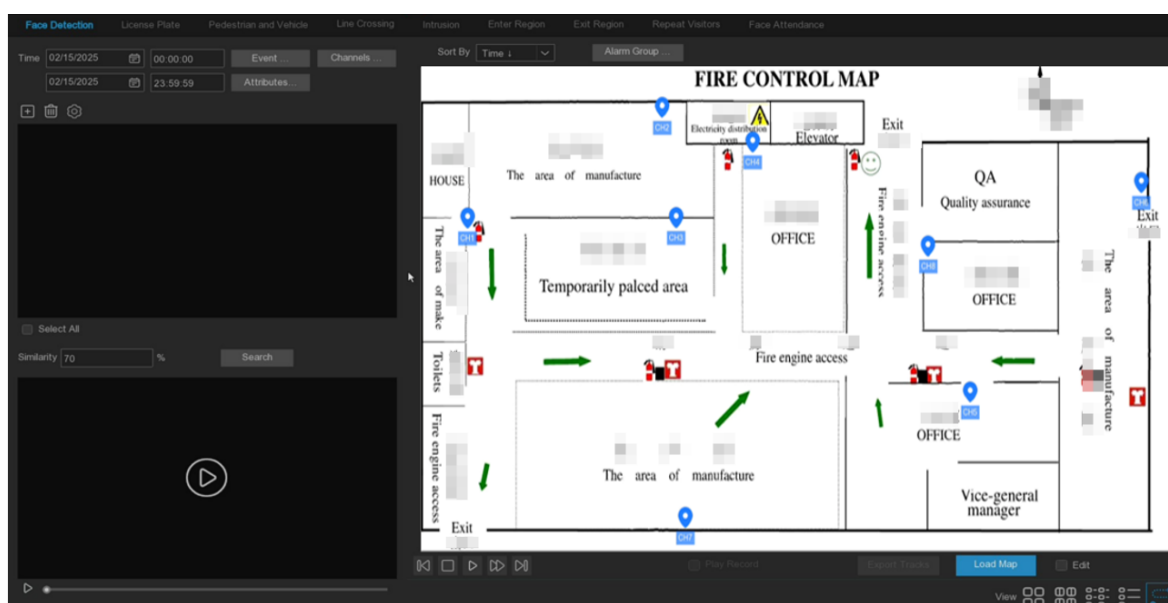 Face Detection License Plate Pedestrian and Vehicle Line Crossing Intrusion Enter Region Exit Region Repeat Visitors Face Attendance
Time 02/15/2025 00:00:00 Event ... Channels ...
02/15/2025 23:59:59 Attributes...
Select All
Similarity 70 % Search
Sort By Time ↓ Alarm Group ...
FIRE CONTROL MAP
CH2
Electricity distribution
room
Elevator
Exit
CH4
HOUSE
The area of manufacture
QA
Quality assurance
Exit
CH1
CH3
OFFICE
Fire engine access
CH8
The area of make
Temporarily palced area
OFFICE
The area of manufacture
Toilets
Fire engine access
CH5
OFFICE
Fire engine access
The area of manufacture
Vice-general
manager
Exit
CH7
Play Record Export Tracks Load Map Edit
View